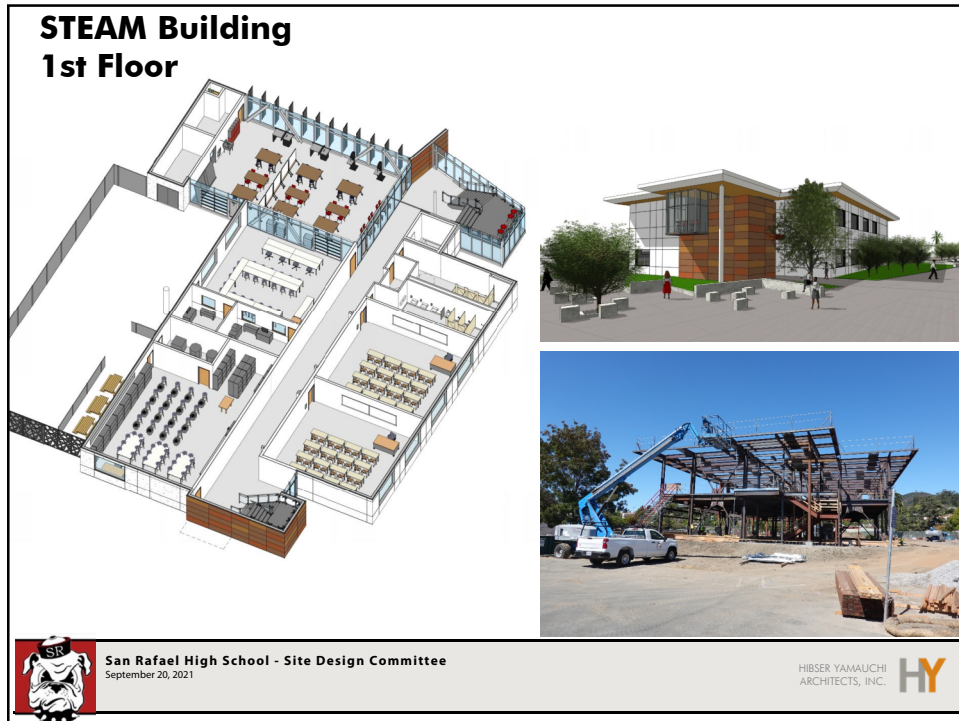 STEAM Building
1st Floor
SR
San Rafael High School - Site Design Committee
September 20, 2021
HIBSER YAMAUCHI
ARCHITECTS, INC.
HY